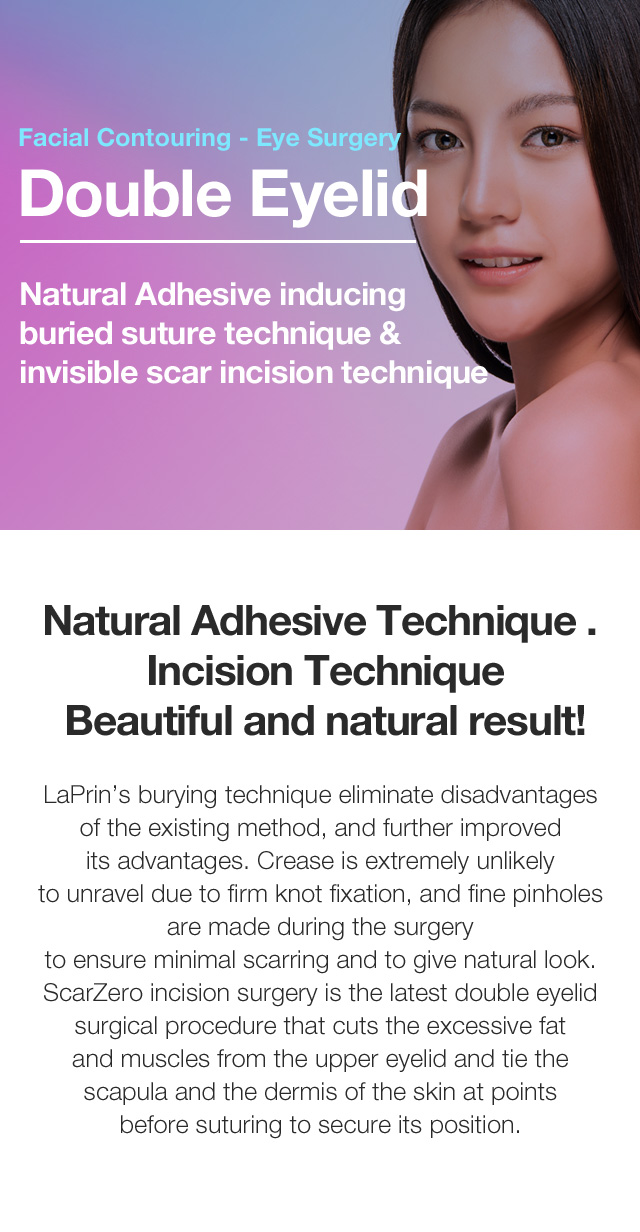 Facial Contouring - Eye Surgery
Double Eyelid
Natural Adhesive inducing
buried suture technique &
invisible scar incision technique
Natural Adhesive Technique .
Incision Technique
Beautiful and natural result!
LaPrin’s burying technique eliminate disadvantages
of the existing method, and further improved
its advantages. Crease is extremely unlikely
to unravel due to firm knot fixation, and fine pinholes
are made during the surgery
to ensure minimal scarring and to give natural look.
ScarZero incision surgery is the latest double eyelid
surgical procedure that cuts the excessive fat
and muscles from the upper eyelid and tie the
scapula and the dermis of the skin at points
before suturing to secure its position.